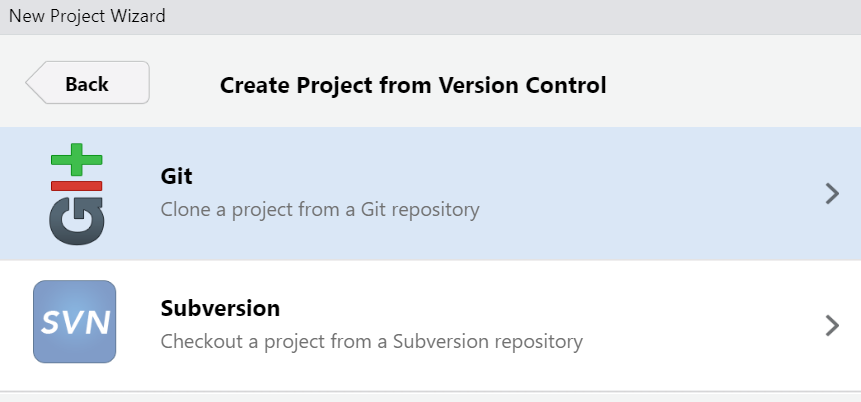 New Project Wizard
Back
Create Project from Version Control
GIT
Git
Clone a project from a Git repository
SVN
Subversion
Checkout a project from a Subversion repository